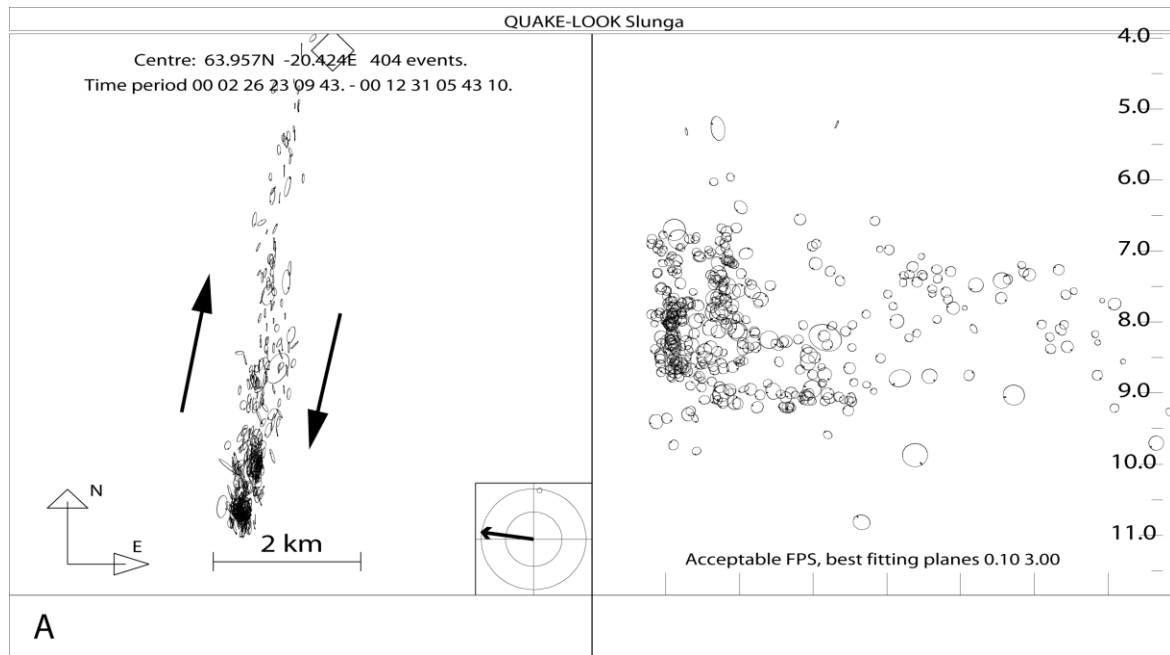 QUAKE-LOOK Slunga
Centre: 63.957N -20.424E 404 events.
Time period 00 02 26 23 09 43. - 00 12 31 05 43 10.
N
E
2 km
A
4.0
5.0
6.0
7.0
8.0
9.0
10.0
11.0
Acceptable FPS, best fitting planes 0.10 3.00